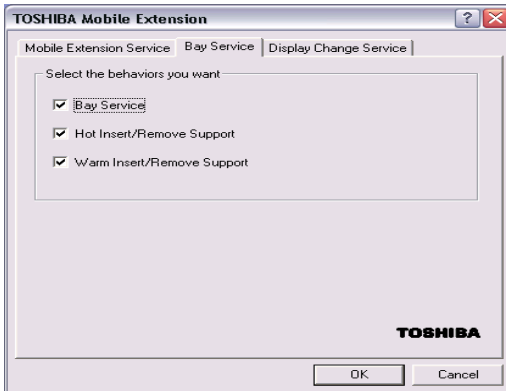 TOSHIBA Mobile Extension
Mobile Extension Service Bay Service Display Change Service
Select the behaviors you want
Bay Service
Hot Insert/Remove Support
Warm Insert/Remove Support
TOSHIBA
OK Cancel